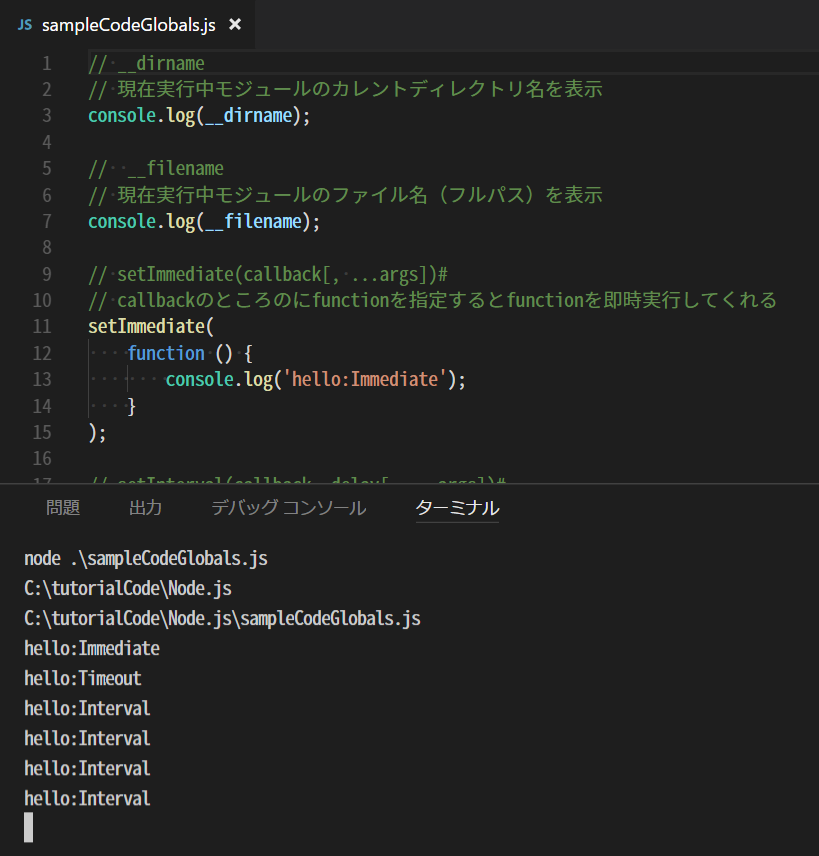 JS sampleCodeGlobals.js ×
1 // __dirname
2 // 現在実行中モジュールのカレントディレクトリ名を表示
3 console.log(__dirname);
4
5 //  __filename
6 // 現在実行中モジュールのファイル名（フルパス）を表示
7 console.log(__filename);
8
9 // setImmediate(callback[, ...args])#
10 // callbackのところのにfunctionを指定するとfunctionを即時実行してくれる
11 setImmediate(
12     function () {
13         console.log('hello:Immediate');
14     }
15 );
16
17 // setInterval(callback, delay[, ...args])#
問題 出力 デバッグ コンソール ターミナル
node .\sampleCodeGlobals.js
C:\tutorialCode\Node.js
C:\tutorialCode\Node.js\sampleCodeGlobals.js
hello:Immediate
hello:Timeout
hello:Interval
hello:Interval
hello:Interval
hello:Interval